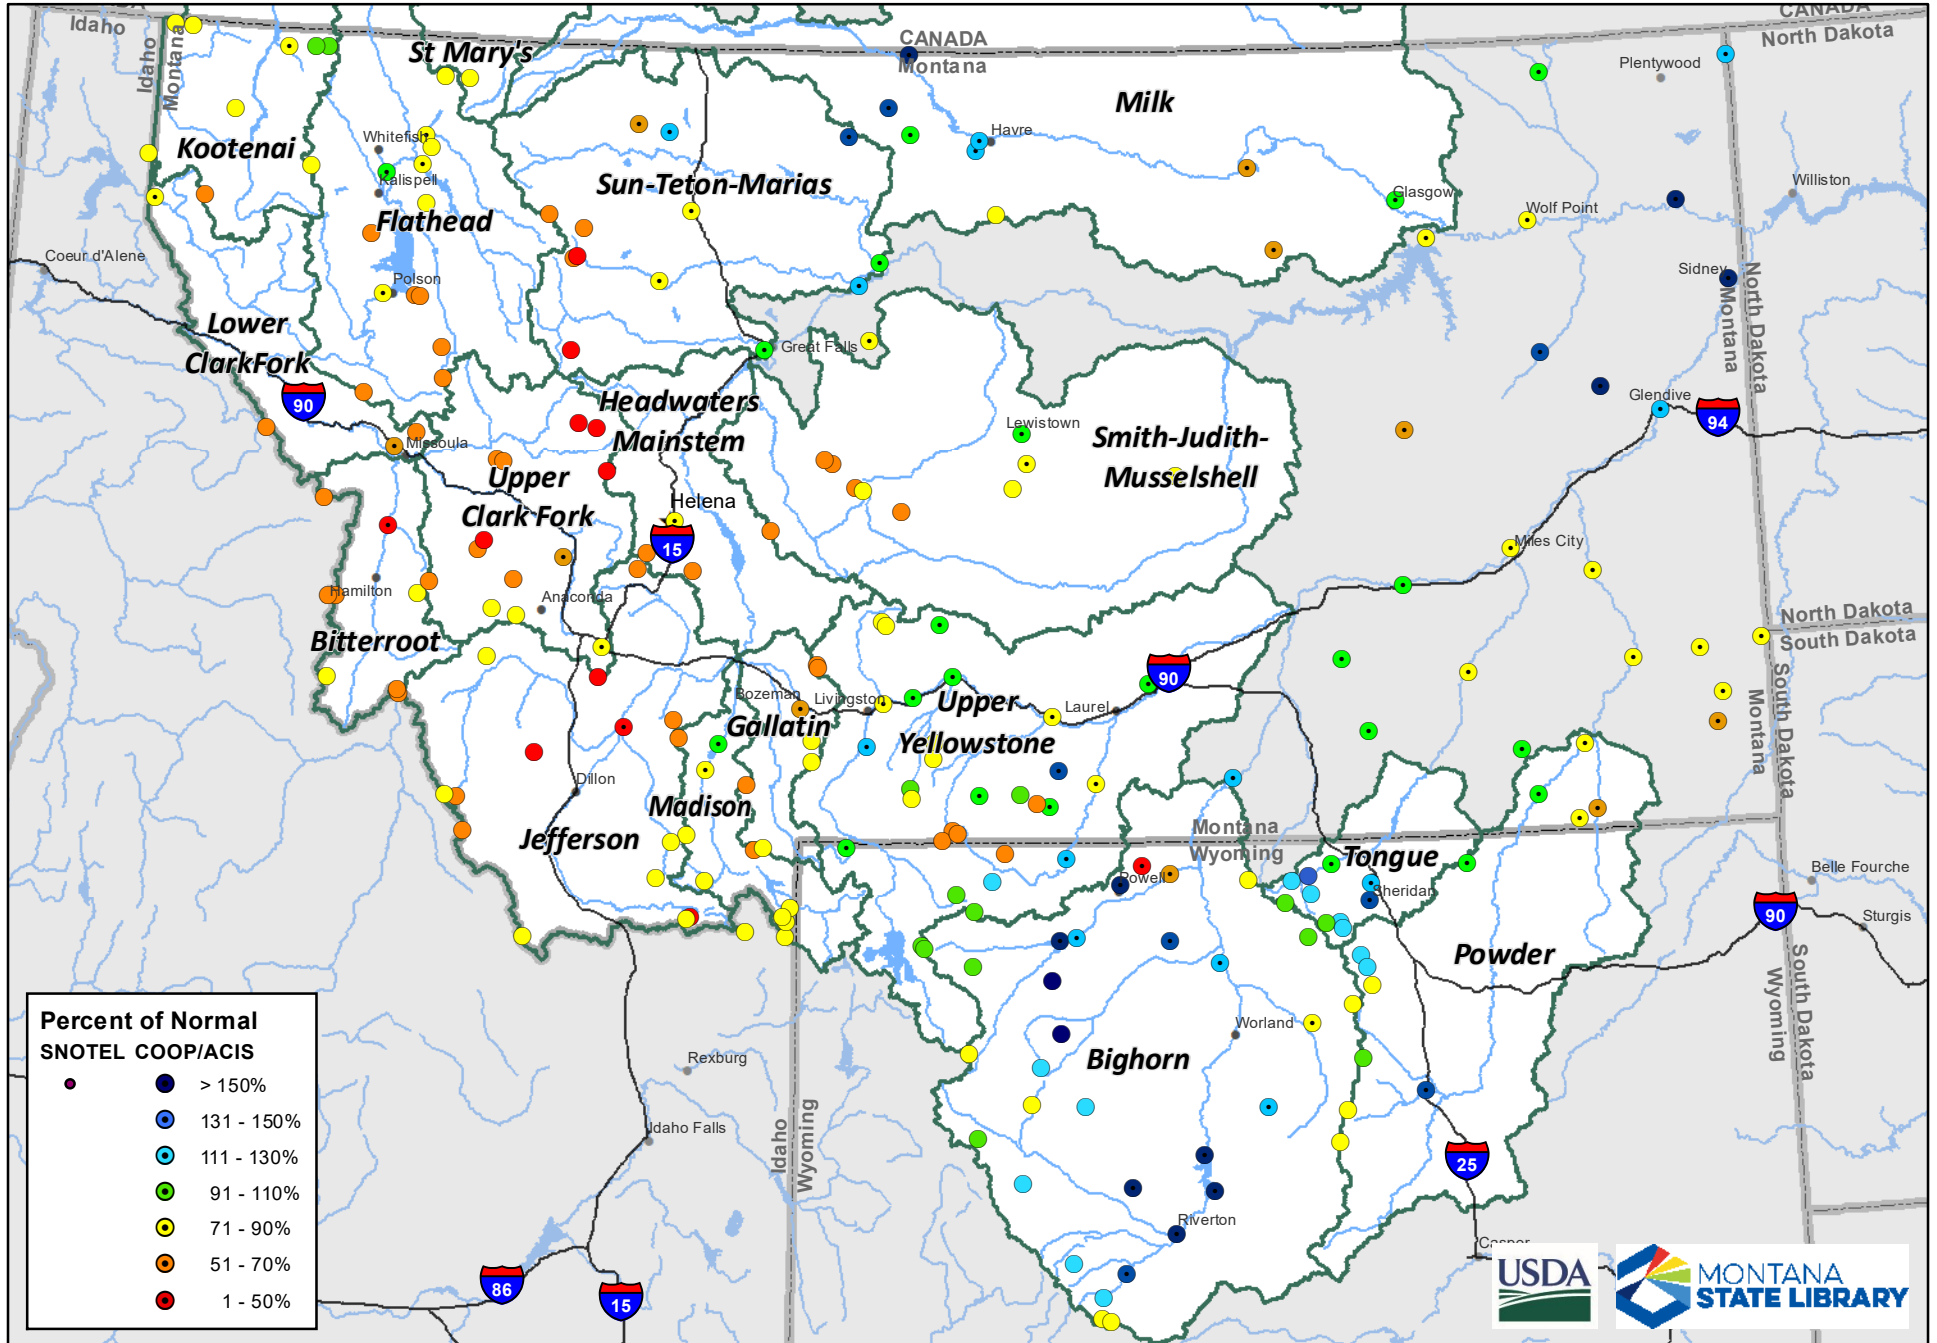 CANADA
Idaho
Idaho
Montana
St Mary's
CANADA
Montana
CANADA
North Dakota
Plentywood
Milk
Havre
Whitefish
Kootenai
Kalispell
Sun-Teton-Marias
Glasgow
Wolf Point
Williston
Flathead
Coeur d'Alene
Polson
Sidney
North Dakota
Montana
Lower
ClarkFork
90
Great Falls
Headwaters
Mainstem
Missoula
Lewistown
Smith-Judith-
Musselshell
Glendive
94
Upper
Clark Fork
Helena
15
Miles City
Hamilton
Anaconda
Bitterroot
North Dakota
South Dakota
90
Bozeman
Livingston
Laurel
Gallatin
Upper
Yellowstone
South Dakota
Montana
Dillon
Madison
Jefferson
Montana
Wyoming
Tongue
Powell
Sheridan
Belle Fourche
90
Sturgis
Powder
South Dakota
Wyoming
Percent of Normal
SNOTEL COOP/ACIS
> 150%
131 - 150%
111 - 130%
91 - 110%
71 - 90%
51 - 70%
1 - 50%
Worland
Bighorn
Rexburg
Idaho Falls
Idaho
Wyoming
25
Riverton
Casper
86
15
USDA
MONTANA
STATE LIBRARY